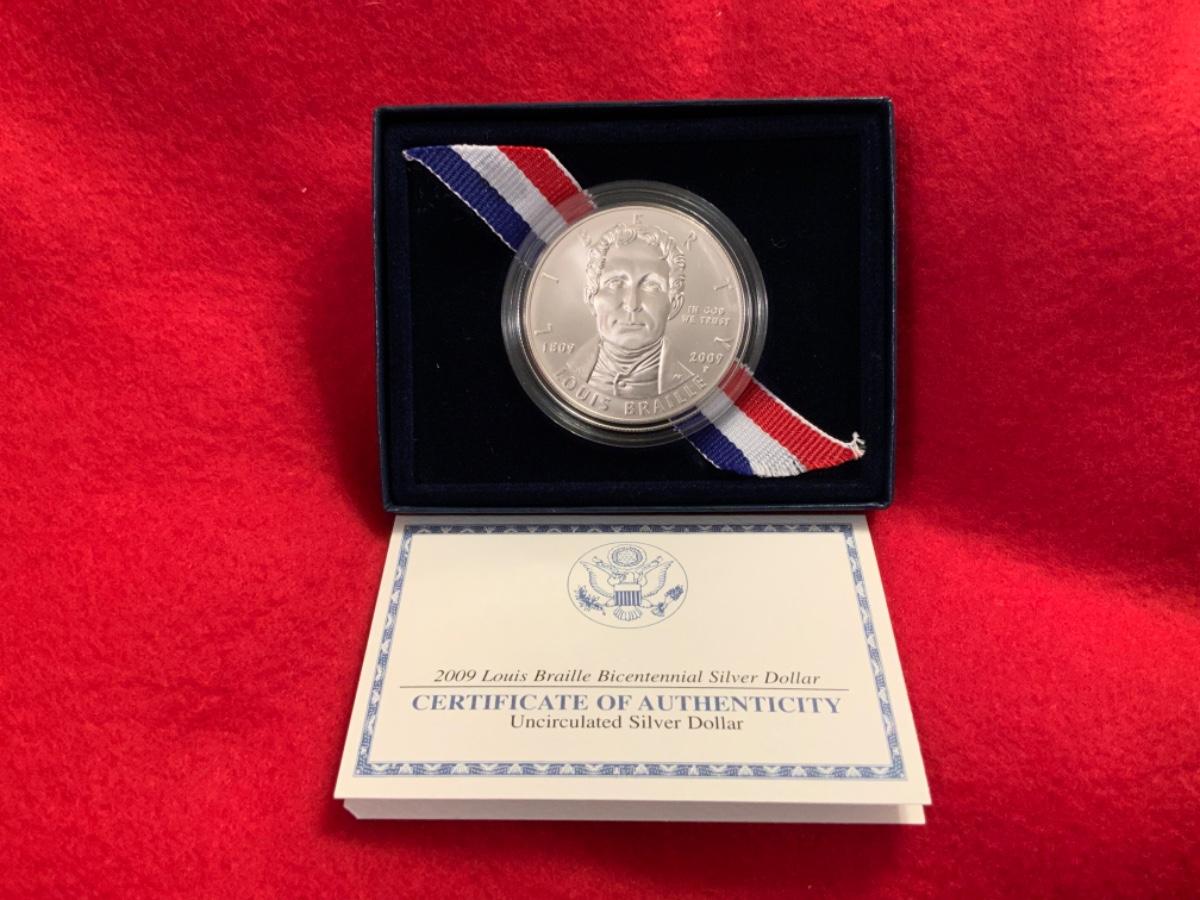 LIBERTY
IN GOD
WE TRUST
1809
2009
LOUIS BRAILLE
2009 Louis Braille Bicentennial Silver Dollar
CERTIFICATE OF AUTHENTICITY
Uncirculated Silver Dollar